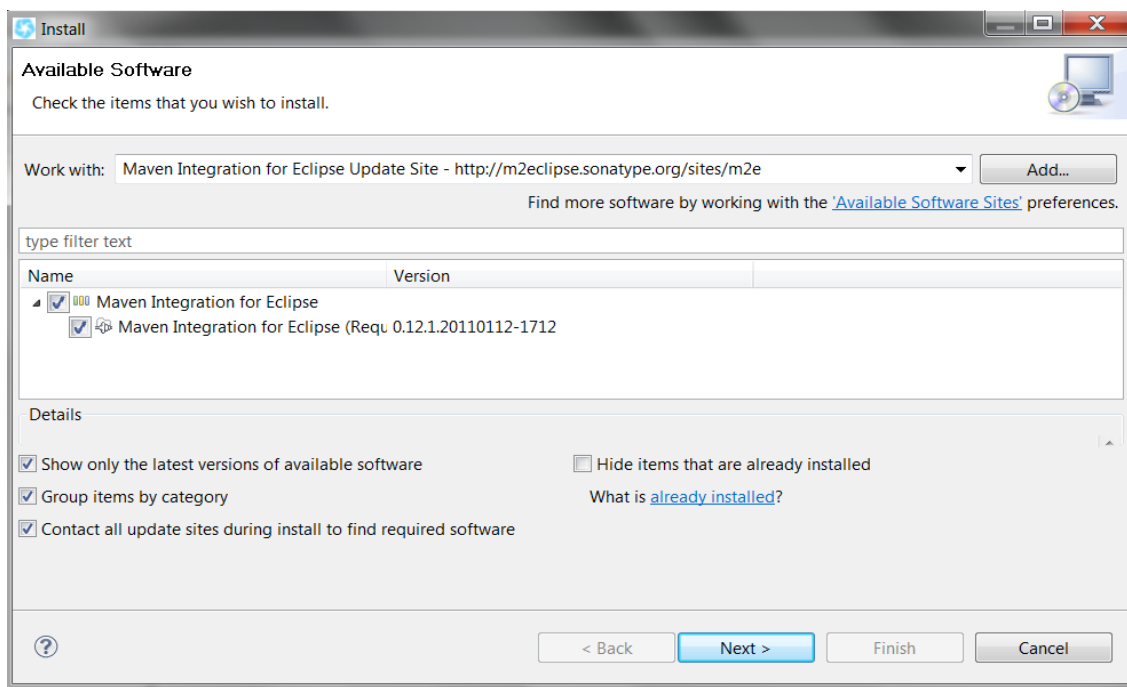 Install
Available Software
Check the items that you wish to install.
Work with: Maven Integration for Eclipse Update Site - http://m2eclipse.sonatype.org/sites/m2e Add...
Find more software by working with the 'Available Software Sites' preferences.
type filter text
Name Version
Maven Integration for Eclipse
Maven Integration for Eclipse (Requ 0.12.1.20110112-1712
Details
Show only the latest versions of available software Hide items that are already installed
Group items by category What is already installed?
Contact all update sites during install to find required software
? < Back Next > Finish Cancel